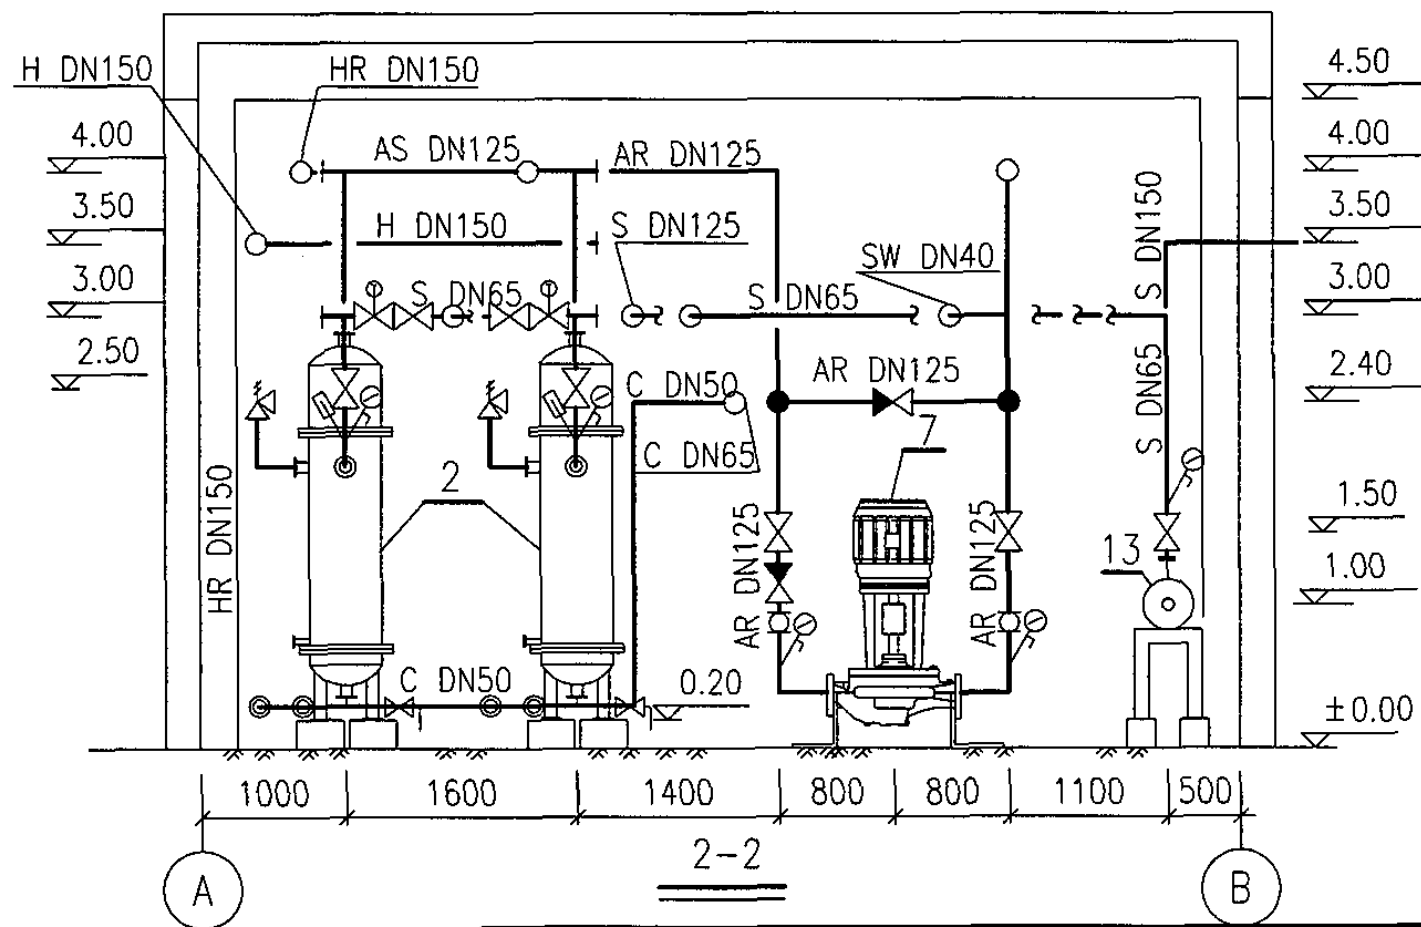 H DN150
HR DN150
4.50
4.00
AS DN125
AR DN125
4.00
3.50
H DN150
S DN125
S DN150
3.50
3.00
S DN65
S DN65
SW DN40
3.00
2.50
AR DN125
2.40
C DN50
S DN65
C DN65
7
2
HR DN150
1.50
AR DN125
AR DN125
13
1.00
C DN50
0.20
±0.00
1000
1600
1400
800
800
1100
500
2-2
A
B